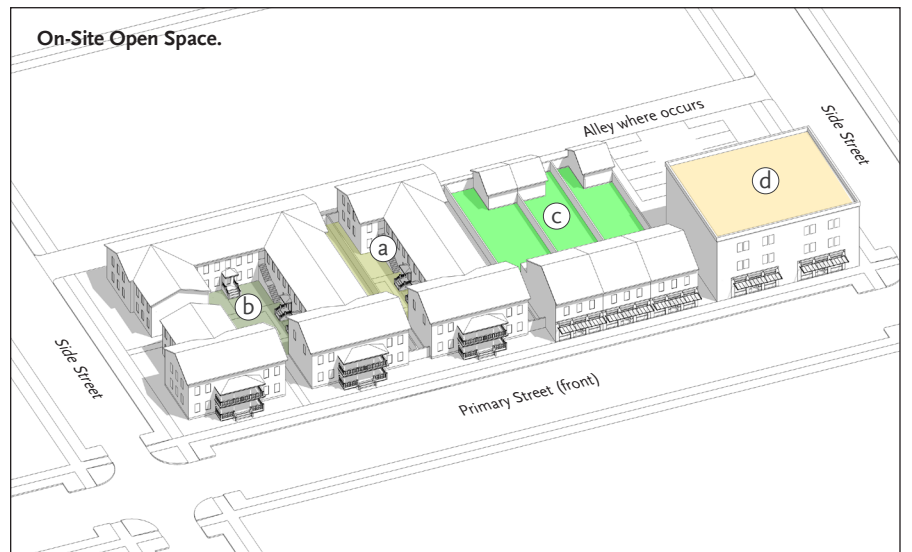 On-Site Open Space.
Alley where occurs
Side Street
d
c
a
b
Side Street
Primary Street (front)